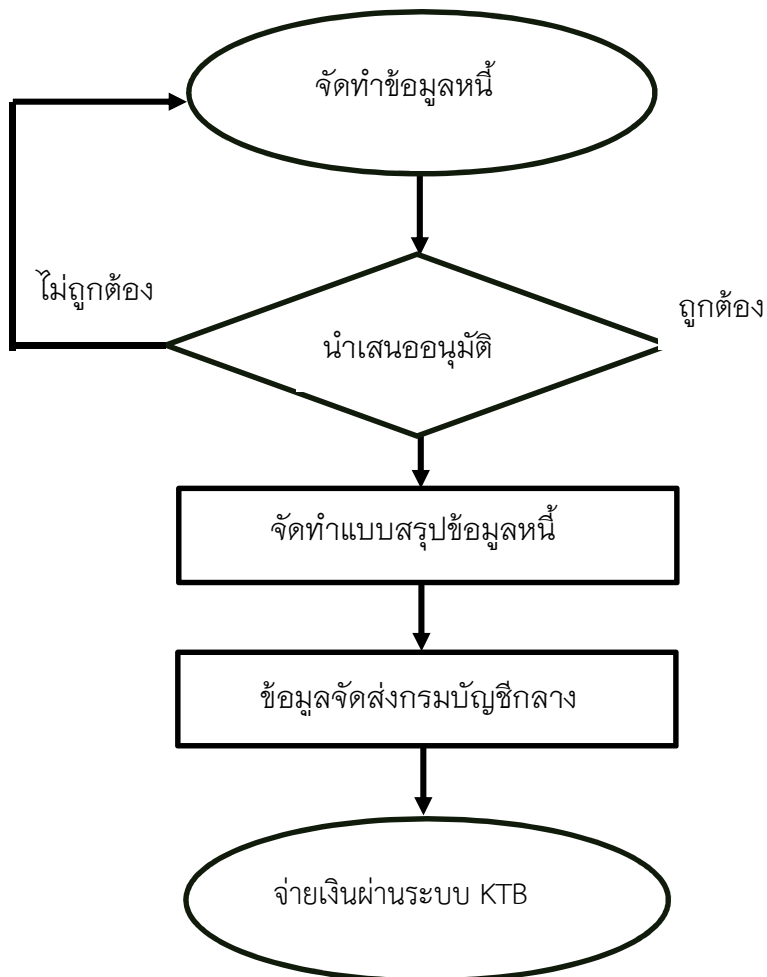 จัดทำข้อมูลหนี้
ไม่ถูกต้อง
ถูกต้อง
นำเสนออนุมัติ
จัดทำแบบสรุปข้อมูลหนี้
ข้อมูลจัดส่งกรมบัญชีกลาง
จ่ายเงินผ่านระบบ KTB